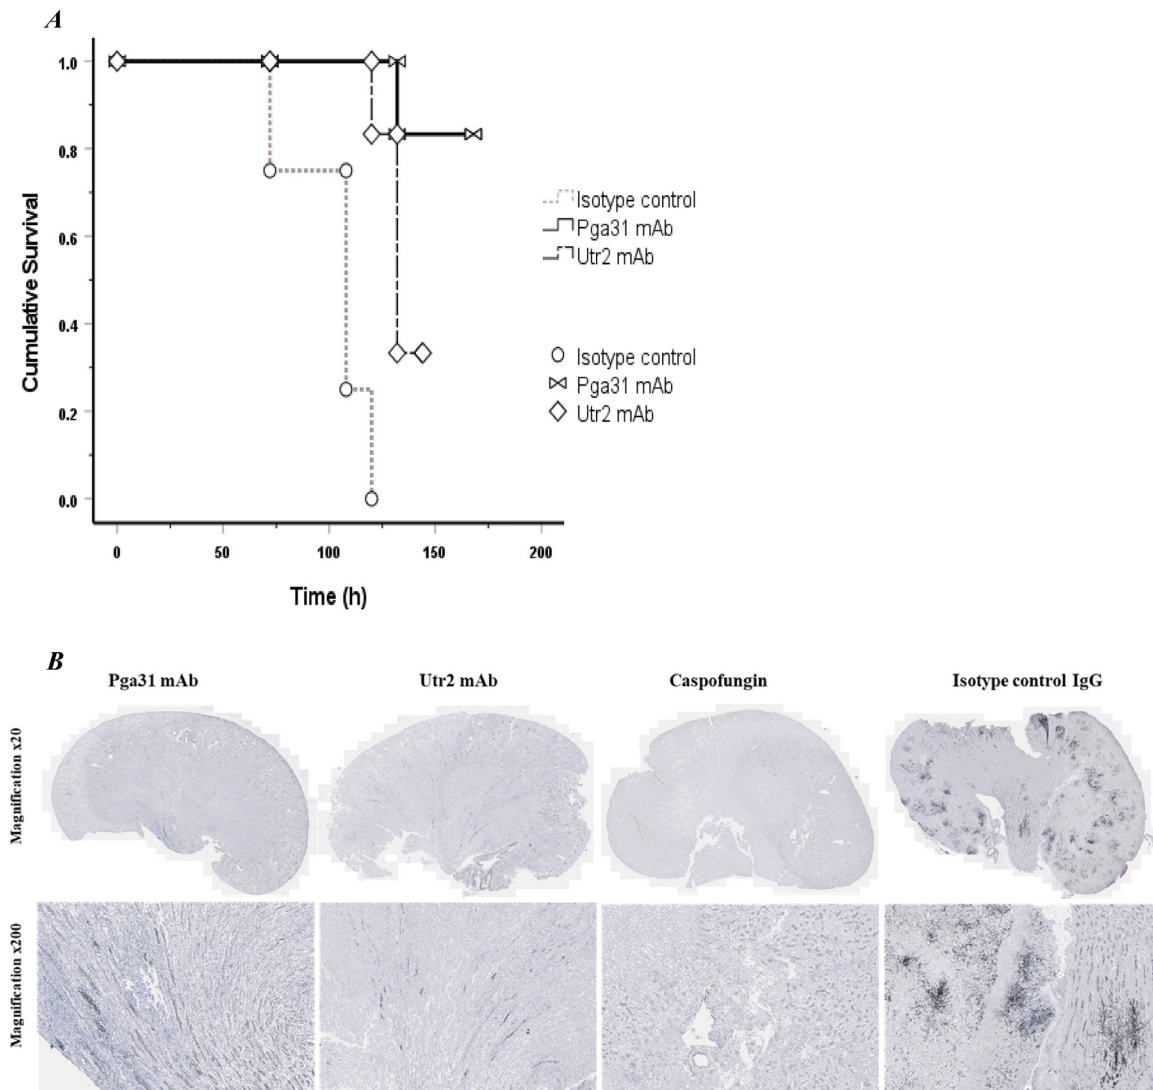 A
Cumulative Survival
1.0
0.8
0.6
0.4
0.2
0.0
0 50 100 150 200
Time (h)
Isotype control
Pga31 mAb
Utr2 mAb
Isotype control
Pga31 mAb
Utr2 mAb
B
Pga31 mAb Utr2 mAb Caspofungin Isotype control IgG
Magnification x20
Magnification x200